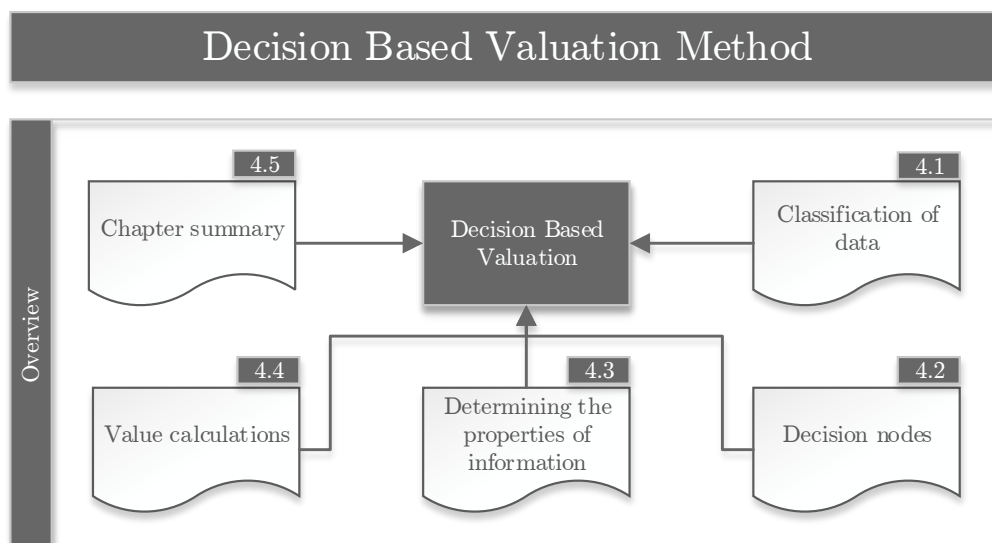 Decision Based Valuation Method
Overview
4.5
Chapter summary
Decision Based
Valuation
4.1
Classification of
data
4.4
Value calculations
4.3
Determining the
properties of
information
4.2
Decision nodes